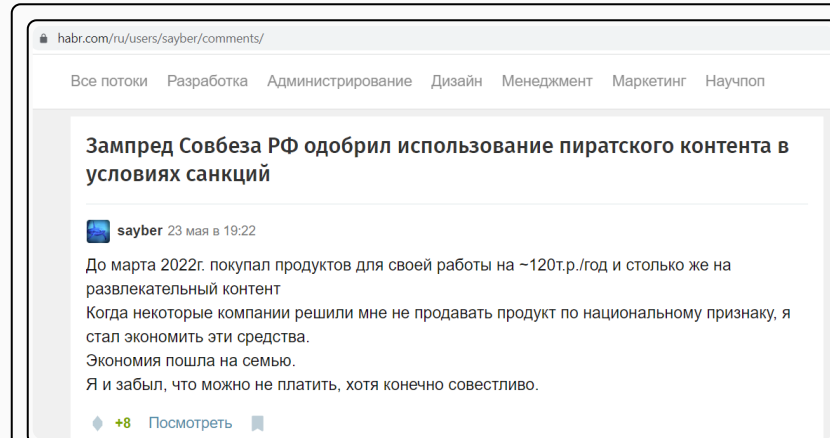 habr.com/ru/users/sayber/comments/
Все потоки Разработка Администрирование Дизайн Менеджмент Маркетинг Научпоп
Зампред Совбеза РФ одобрил использование пиратского контента в
условиях санкций
sayber 23 мая в 19:22
До марта 2022г. покупал продуктов для своей работы на ~120т.р./год и столько же на
развлекательный контент
Когда некоторые компании решили мне не продавать продукт по национальному признаку, я
стал экономить эти средства.
Экономия пошла на семью.
Я и забыл, что можно не платить, хотя конечно совестливо.
+8 Посмотреть